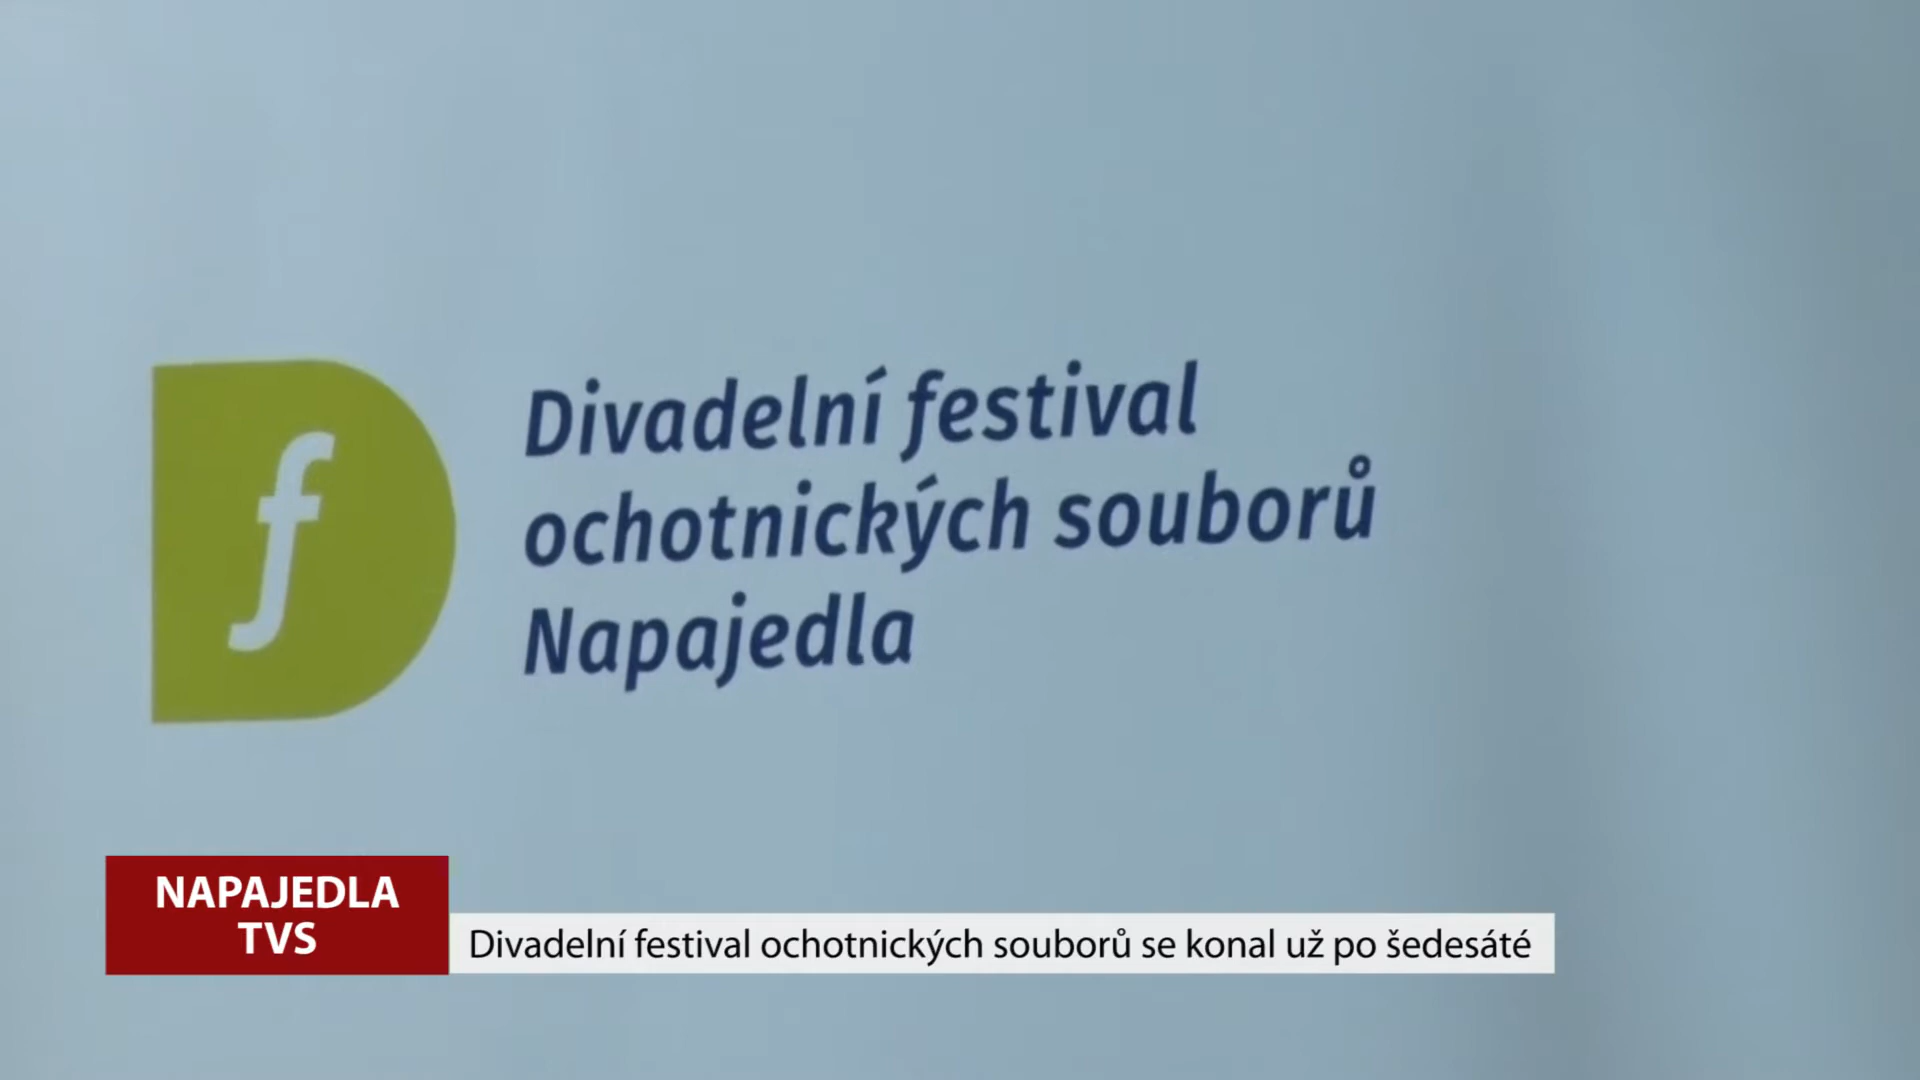 f
Divadelní festival
ochotnických souborů
Napajedla
NAPAJEDLA
TVS
Divadelní festival ochotnických souborů se konal už po šedesáté